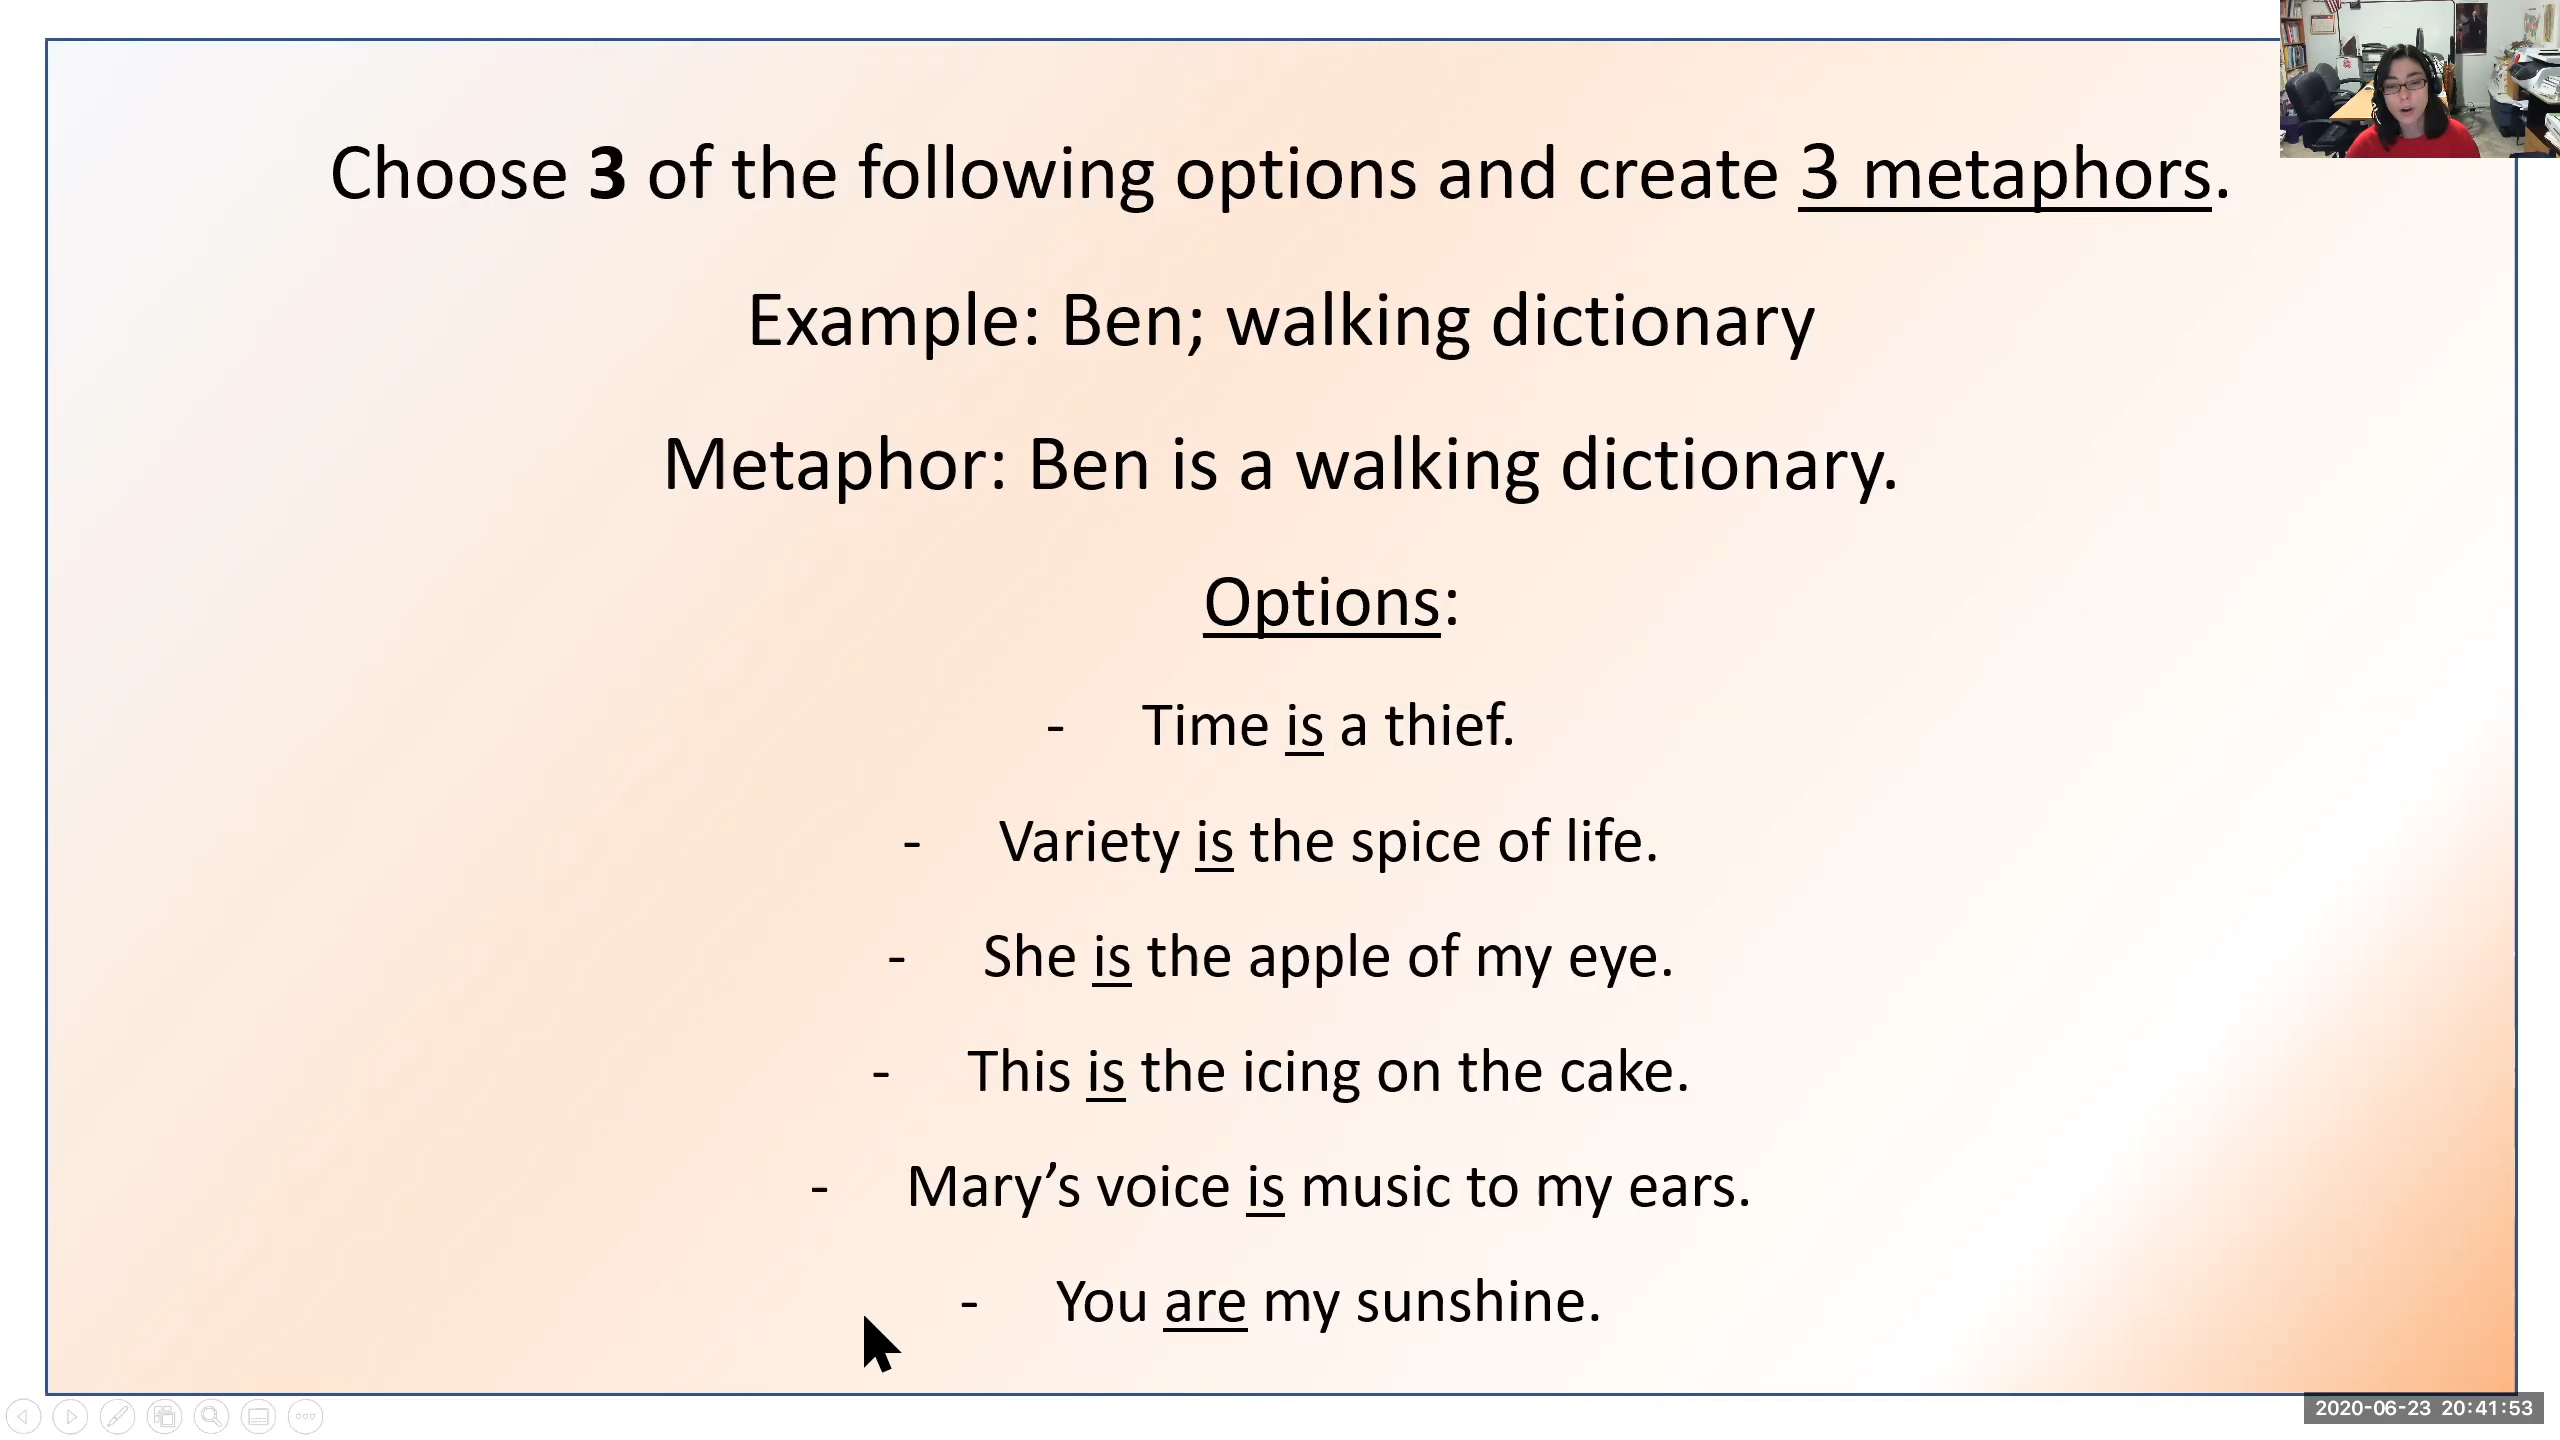 Choose 3 of the following options and create 3 metaphors.
Example: Ben; walking dictionary
Metaphor: Ben is a walking dictionary.
Options:
- Time is a thief.
- Variety is the spice of life.
- She is the apple of my eye.
- This is the icing on the cake.
- Mary’s voice is music to my ears.
- You are my sunshine.
2020-06-23 20:41:53